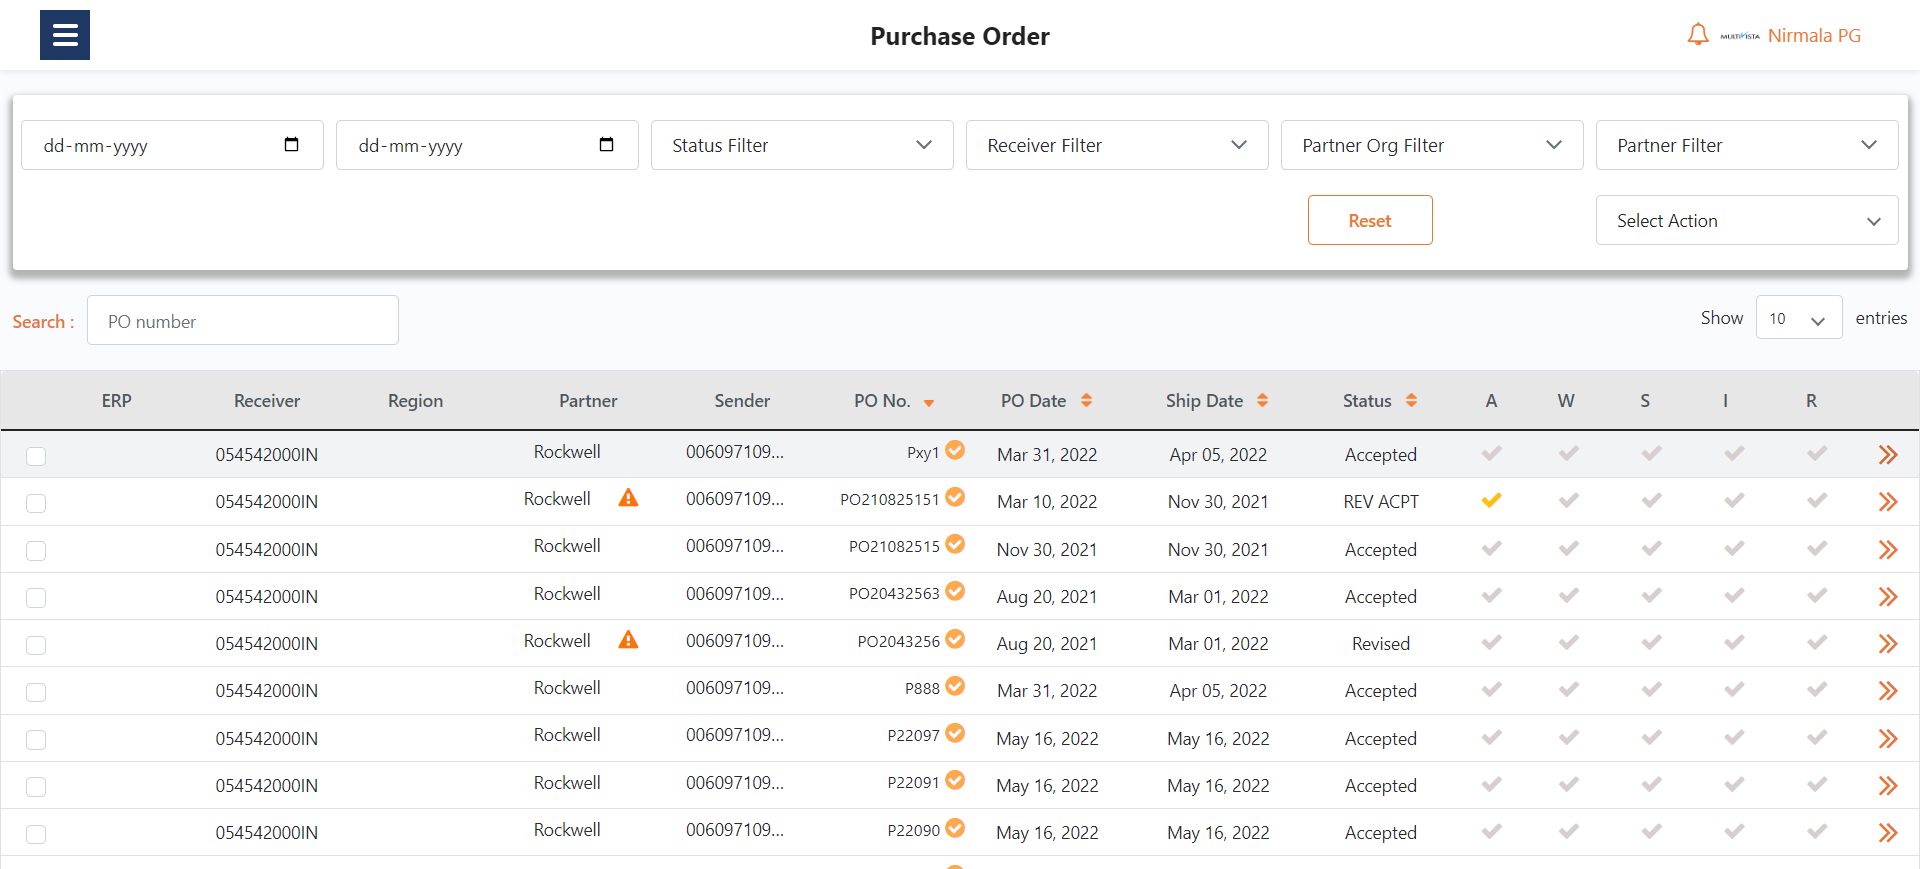 Purchase Order
MULTIVISTA Nirmala PG
dd-mm-yyyy dd-mm-yyyy Status Filter Receiver Filter Partner Org Filter Partner Filter
Reset Select Action
Search : PO number Show 10 entries
ERP Receiver Region Partner Sender PO No. PO Date Ship Date Status A W S I R
054542000IN Rockwell 006097109... Pxy1 Mar 31, 2022 Apr 05, 2022 Accepted
054542000IN Rockwell 006097109... PO210825151 Mar 10, 2022 Nov 30, 2021 REV ACPT
054542000IN Rockwell 006097109... PO21082515 Nov 30, 2021 Nov 30, 2021 Accepted
054542000IN Rockwell 006097109... PO20432563 Aug 20, 2021 Mar 01, 2022 Accepted
054542000IN Rockwell 006097109... PO2043256 Aug 20, 2021 Mar 01, 2022 Revised
054542000IN Rockwell 006097109... P888 Mar 31, 2022 Apr 05, 2022 Accepted
054542000IN Rockwell 006097109... P22097 May 16, 2022 May 16, 2022 Accepted
054542000IN Rockwell 006097109... P22091 May 16, 2022 May 16, 2022 Accepted
054542000IN Rockwell 006097109... P22090 May 16, 2022 May 16, 2022 Accepted